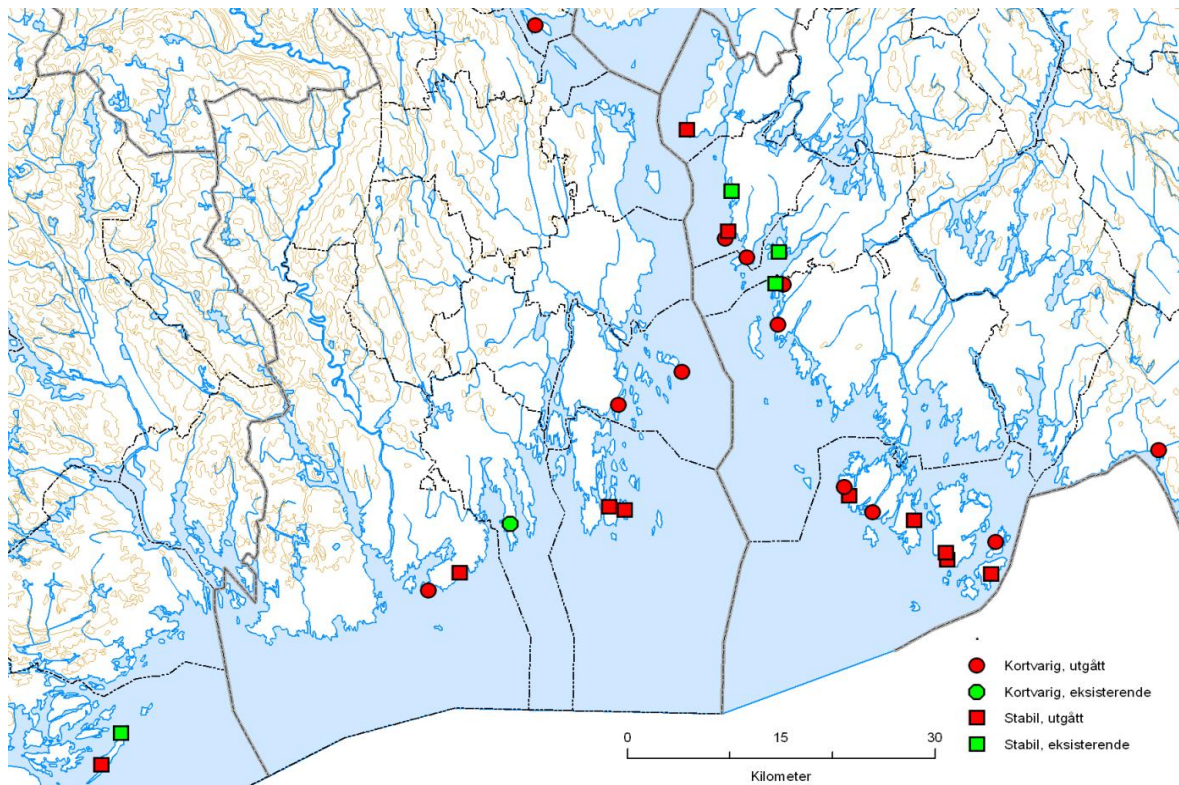 Kortvarig, utgått
Kortvarig, eksisterende
Stabil, utgått
Stabil, eksisterende
0 15 30
Kilometer